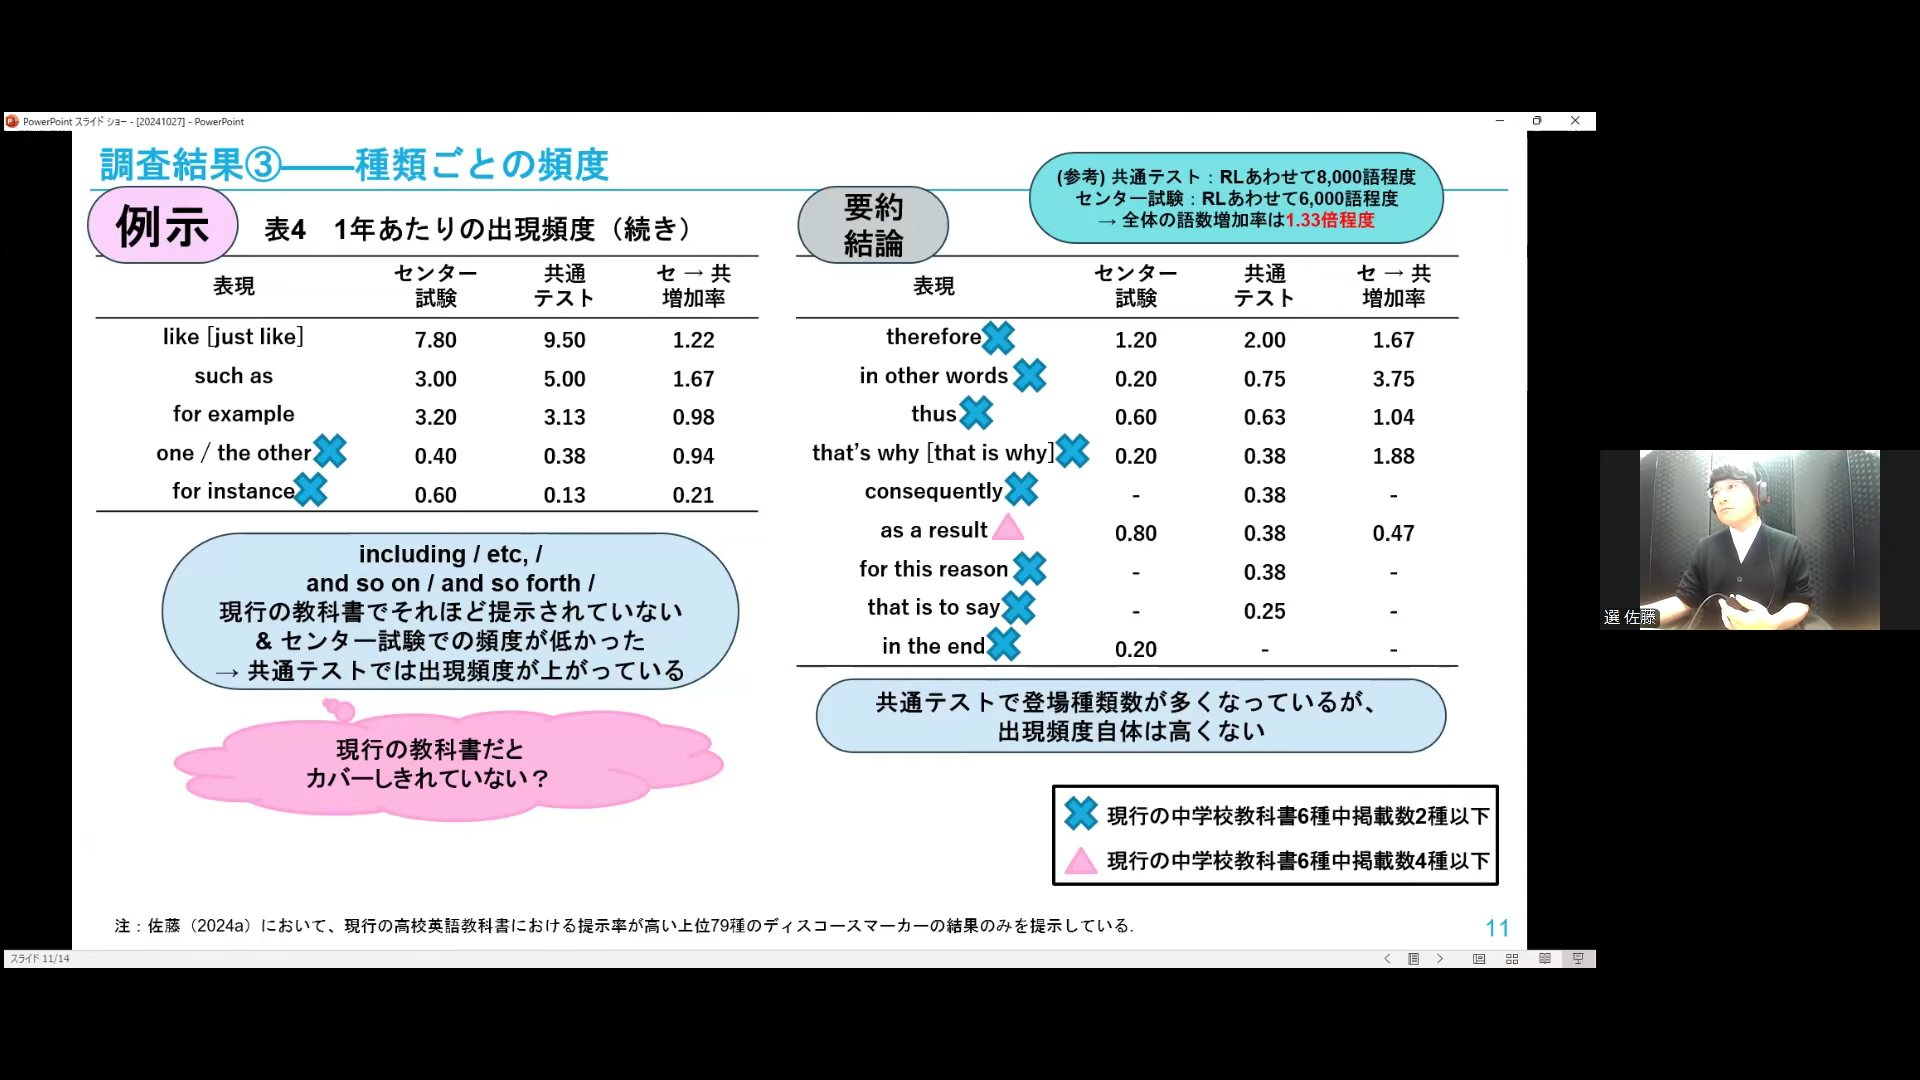 PowerPoint スライド ショー - [20241027] - PowerPoint
調査結果③――種類ごとの頻度
(参考) 共通テスト：RLあわせて8,000語程度
センター試験：RLあわせて6,000語程度
→ 全体の語数増加率は1.33倍程度
例示
表4　1年あたりの出現頻度（続き）
表現 センター試験 共通テスト セ → 共 増加率
like [just like] 7.80 9.50 1.22
such as 3.00 5.00 1.67
for example 3.20 3.13 0.98
one / the other 0.40 0.38 0.94
for instance 0.60 0.13 0.21
including / etc, /
and so on / and so forth /
現行の教科書でそれほど提示されていない
& センター試験での頻度が低かった
→ 共通テストでは出現頻度が上がっている
現行の教科書だと
カバーしきれていない？
要約
結論
表現 センター試験 共通テスト セ → 共 増加率
therefore 1.20 2.00 1.67
in other words 0.20 0.75 3.75
thus 0.60 0.63 1.04
that’s why [that is why] 0.20 0.38 1.88
consequently - 0.38 -
as a result 0.80 0.38 0.47
for this reason - 0.38 -
that is to say - 0.25 -
in the end 0.20 - -
共通テストで登場種類数が多くなっているが、
出現頻度自体は高くない
現行の中学校教科書6種中掲載数2種以下
現行の中学校教科書6種中掲載数4種以下
注：佐藤（2024a）において、現行の高校英語教科書における提示率が高い上位79種のディスコースマーカーの結果のみを提示している.
11
スライド 11/14
選 佐藤